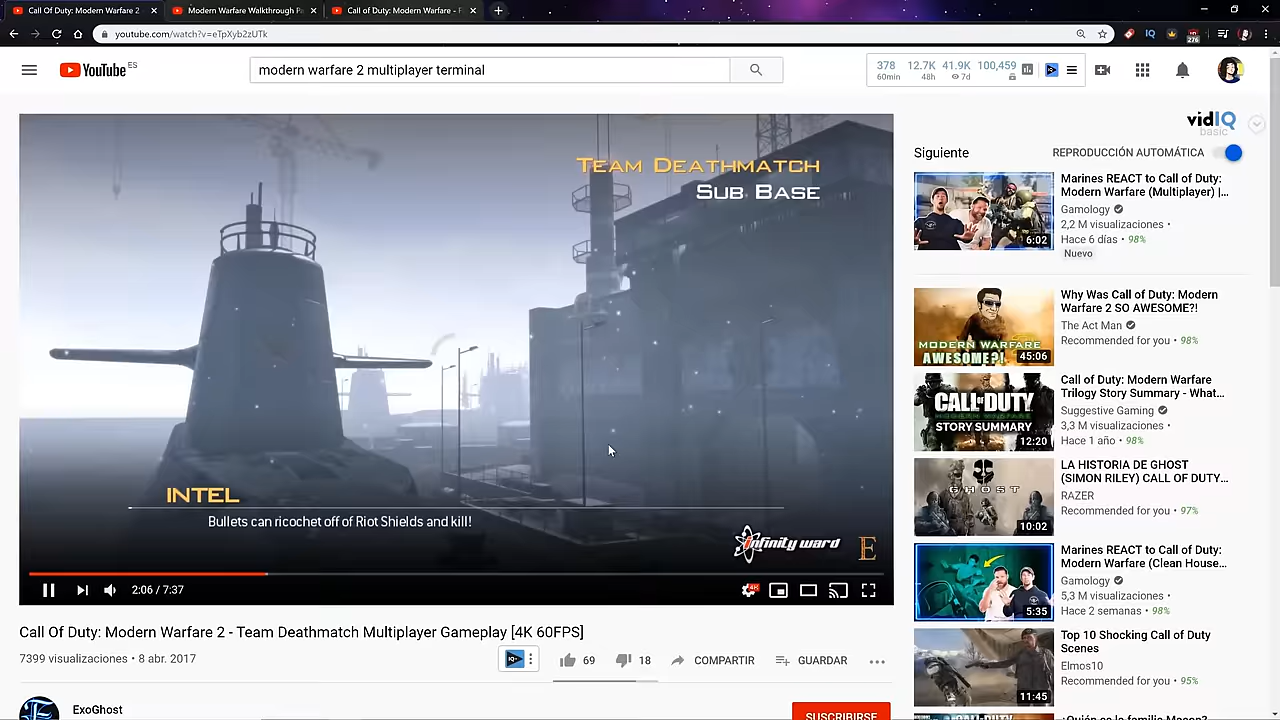 Call Of Duty: Modern Warfare 2
Modern Warfare Walkthrough P
Call of Duty: Modern Warfare -
youtube.com/watch?v=eTpXyb2zUTk
IQ
276
YouTube ES
modern warfare 2 multiplayer terminal
378 12.7K 41.9K 100,459
60min 48h 7d
vidIQ
basic
TEAM DEATHMATCH
SUB BASE
INTEL
Bullets can ricochet off of Riot Shields and kill!
infinity ward
E
2:06 / 7:37
Call Of Duty: Modern Warfare 2 - Team Deathmatch Multiplayer Gameplay [4K 60FPS]
7399 visualizaciones • 8 abr. 2017
69
18
COMPARTIR
GUARDAR
ExoGhost
SUSCRIBIRSE
Siguiente
REPRODUCCIÓN AUTOMÁTICA
6:02
Marines REACT to Call of Duty:
Modern Warfare (Multiplayer) |...
Gamology
2,2 M visualizaciones •
Hace 6 días • 98%
Nuevo
MODERN WARFARE 2
AWESOME?!
45:06
Why Was Call of Duty: Modern
Warfare 2 SO AWESOME?!
The Act Man
Recommended for you • 98%
CALL OF DUTY
MODERN WARFARE
STORY SUMMARY
12:20
Call of Duty: Modern Warfare
Trilogy Story Summary - What...
Suggestive Gaming
3,3 M visualizaciones •
Hace 1 año • 98%
GHOST
10:02
LA HISTORIA DE GHOST
(SIMON RILEY) CALL OF DUTY...
RAZER
Recommended for you • 97%
5:35
Marines REACT to Call of Duty:
Modern Warfare (Clean House...
Gamology
5,3 M visualizaciones •
Hace 2 semanas • 98%
11:45
Top 10 Shocking Call of Duty
Scenes
Elmos10
Recommended for you • 95%